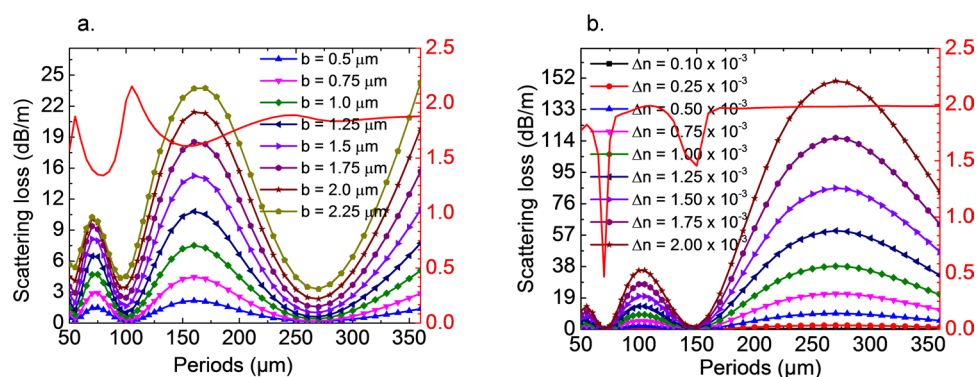 a.
Scattering loss (dB/m)
25
22
19
16
12
9
6
3
0
50 100 150 200 250 300 350
Periods (µm)
2.5
2.0
1.5
1.0
0.5
0.0
b = 0.5 µm
b = 0.75 µm
b = 1.0 µm
b = 1.25 µm
b = 1.5 µm
b = 1.75 µm
b = 2.0 µm
b = 2.25 µm
b.
Scattering loss (dB/m)
152
133
114
95
76
57
38
19
0
50 100 150 200 250 300 350
Periods (µm)
2.5
2.0
1.5
1.0
0.5
0.0
Δn = 0.10 x 10⁻³
Δn = 0.25 x 10⁻³
Δn = 0.50 x 10⁻³
Δn = 0.75 x 10⁻³
Δn = 1.00 x 10⁻³
Δn = 1.25 x 10⁻³
Δn = 1.50 x 10⁻³
Δn = 1.75 x 10⁻³
Δn = 2.00 x 10⁻³